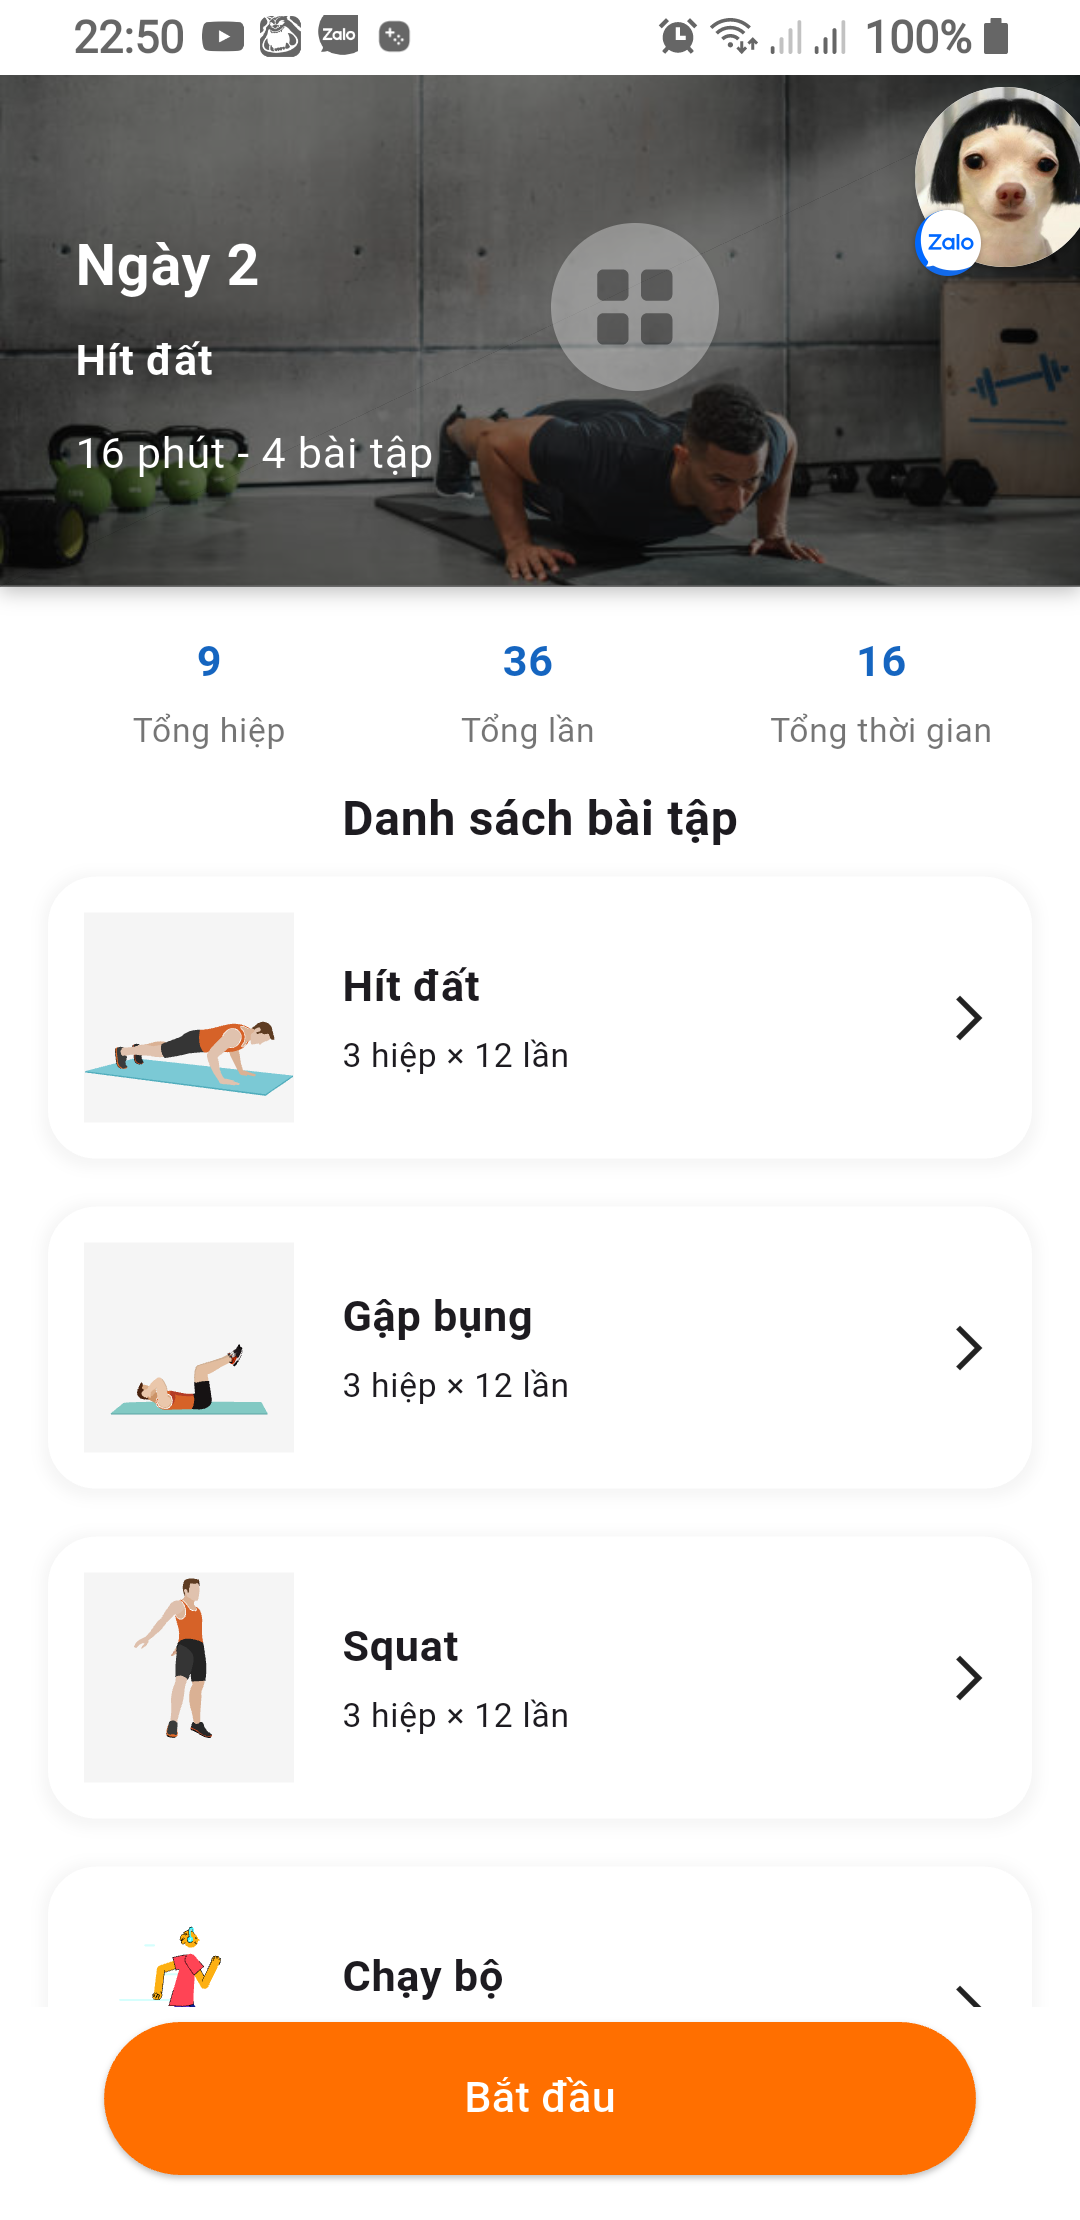 22:50
Zalo
100%
Zalo
Ngày 2
Hít đất
16 phút - 4 bài tập
9
36
16
Tổng hiệp
Tổng lần
Tổng thời gian
Danh sách bài tập
Hít đất
3 hiệp × 12 lần
Gập bụng
3 hiệp × 12 lần
Squat
3 hiệp × 12 lần
Chạy bộ
Bắt đầu